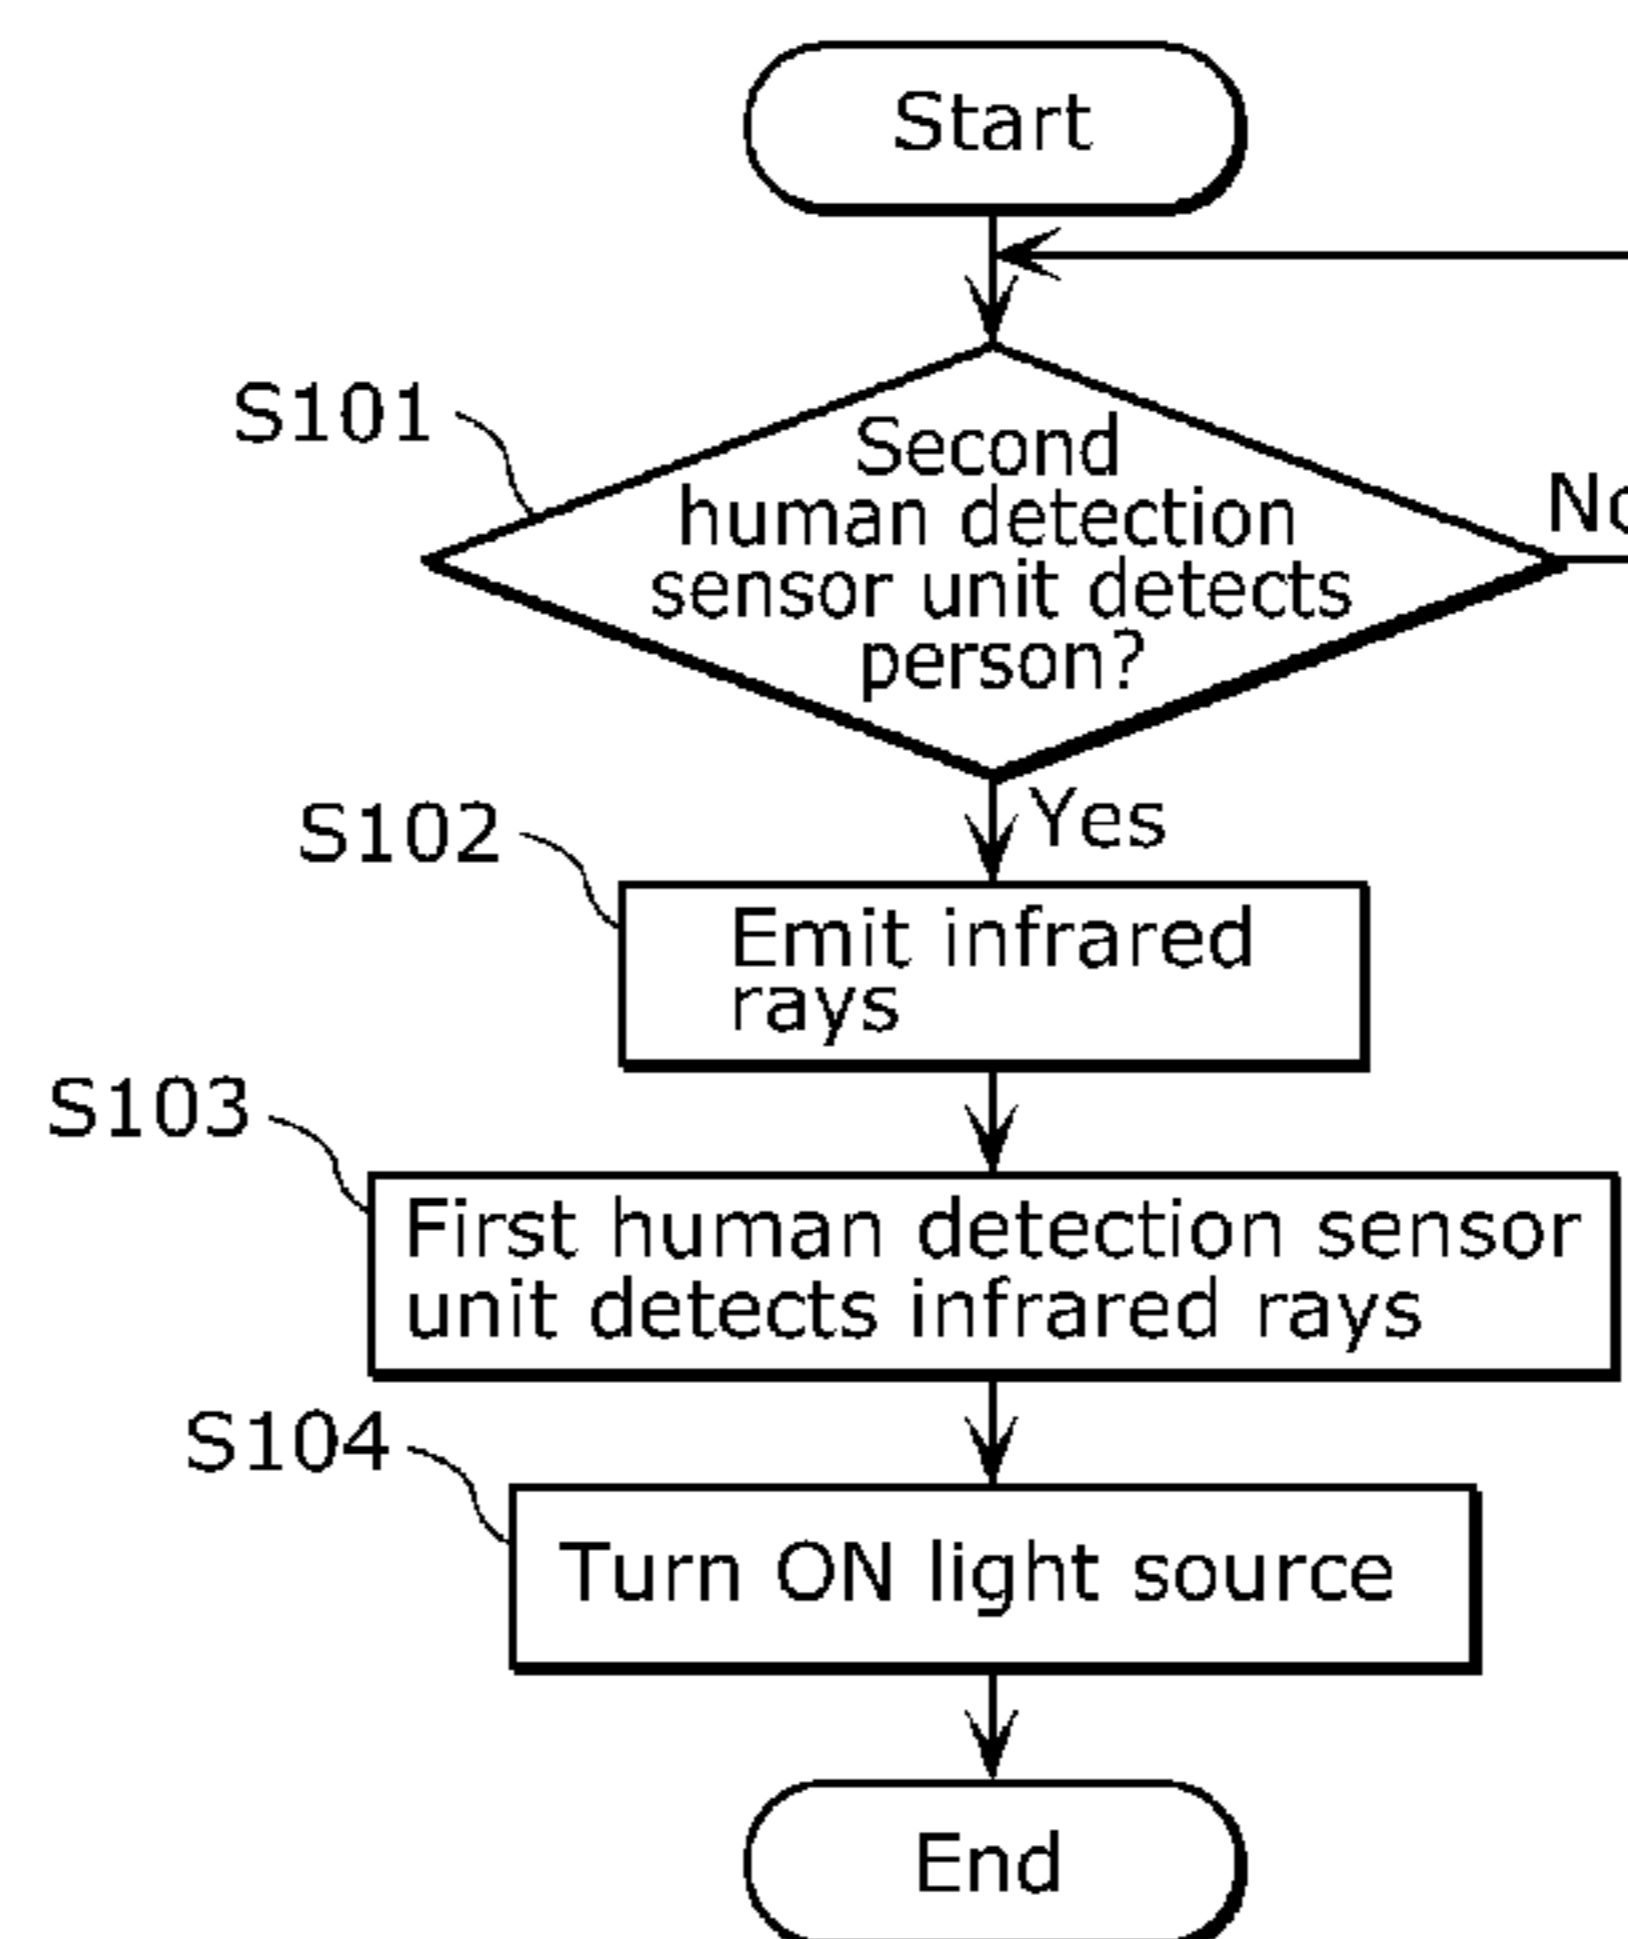 Start
S101
Second
human detection
sensor unit detects
person?
No
Yes
S102
Emit infrared
rays
S103
First human detection sensor
unit detects infrared rays
S104
Turn ON light source
End